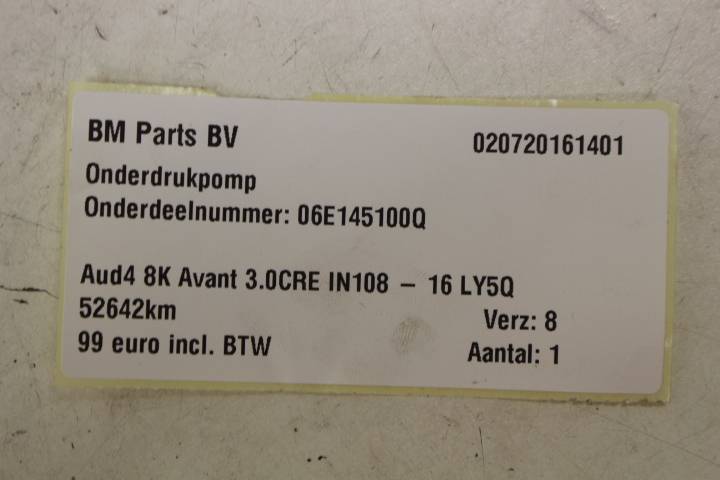 BM Parts BV 020720161401
Onderdrukpomp
Onderdeelnummer: 06E145100Q
Aud4 8K Avant 3.0CRE IN108 – 16 LY5Q
52642km Verz: 8
99 euro incl. BTW Aantal: 1